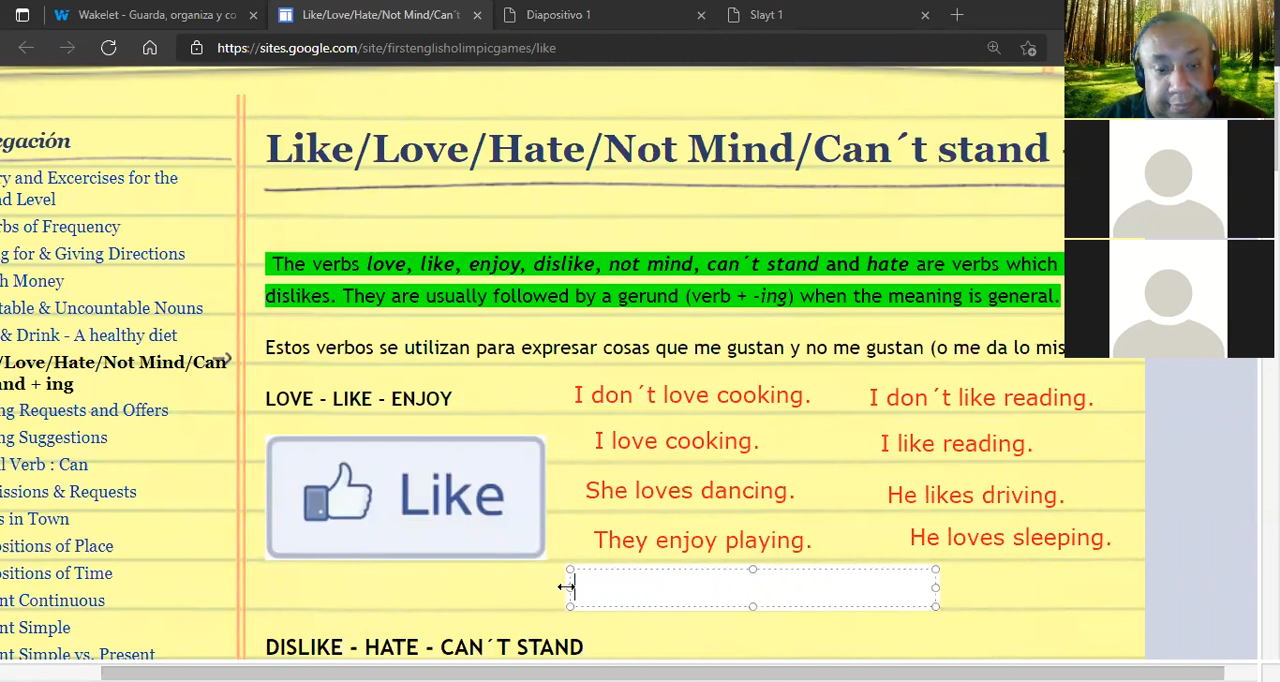 Wakelet - Guarda, organiza y co
Like/Love/Hate/Not Mind/Can´t
Diapositivo 1
Slayt 1
https://sites.google.com/site/firstenglisholimpicgames/like
egación
ry and Excercises for the
nd Level
rbs of Frequency
ng for & Giving Directions
h Money
table & Uncountable Nouns
& Drink - A healthy diet
/Love/Hate/Not Mind/Can
and + ing
ng Requests and Offers
ng Suggestions
l Verb : Can
issions & Requests
s in Town
ositions of Place
ositions of Time
nt Continuous
nt Simple
nt Simple vs. Present
Like/Love/Hate/Not Mind/Can´t stand
The verbs love, like, enjoy, dislike, not mind, can´t stand and hate are verbs which
dislikes. They are usually followed by a gerund (verb + -ing) when the meaning is general.
Estos verbos se utilizan para expresar cosas que me gustan y no me gustan (o me da lo mis
LOVE - LIKE - ENJOY
I don´t love cooking.
I don´t like reading.
I love cooking.
I like reading.
Like
She loves dancing.
He likes driving.
They enjoy playing.
He loves sleeping.
DISLIKE - HATE - CAN´T STAND